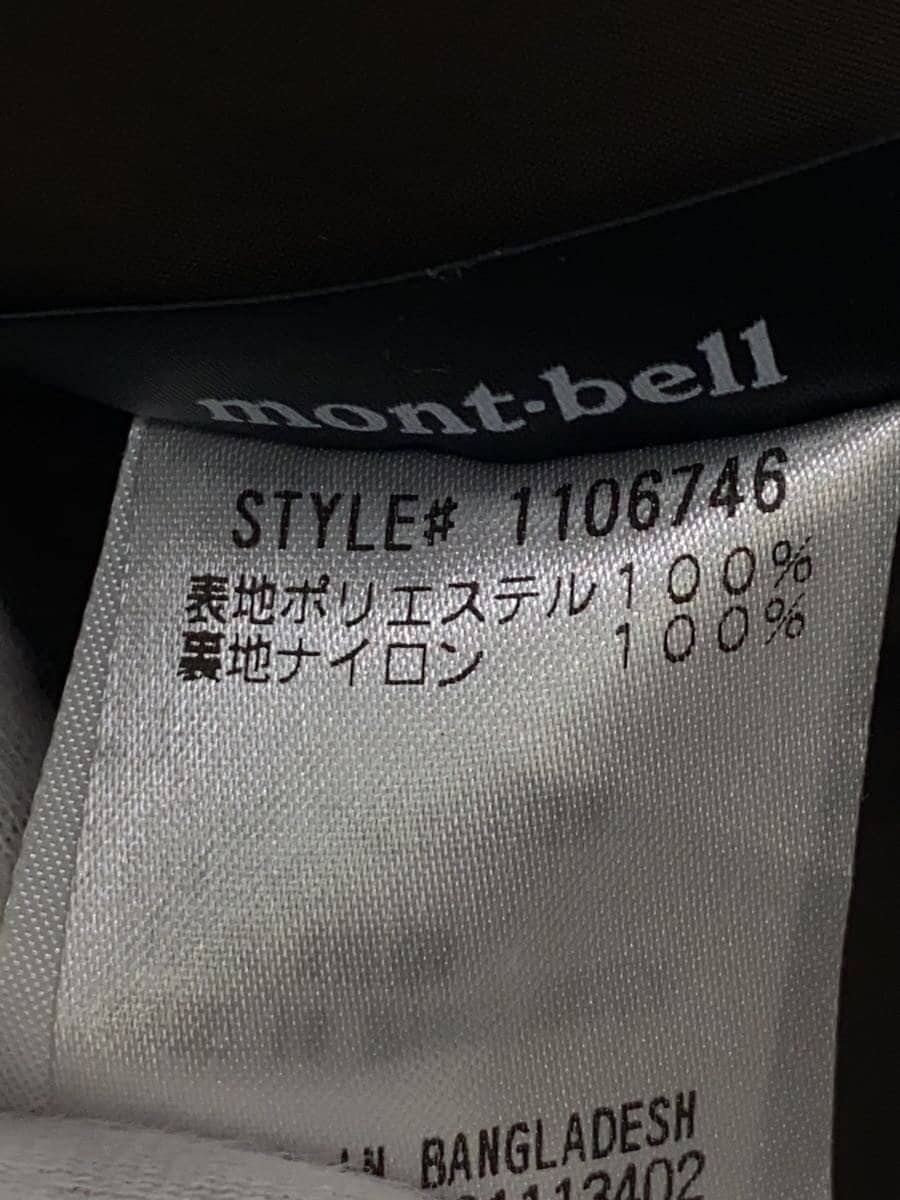 mont-bell
STYLE# 1106746
表地ポリエステル100%
裏地ナイロン 100%
IN BANGLADESH